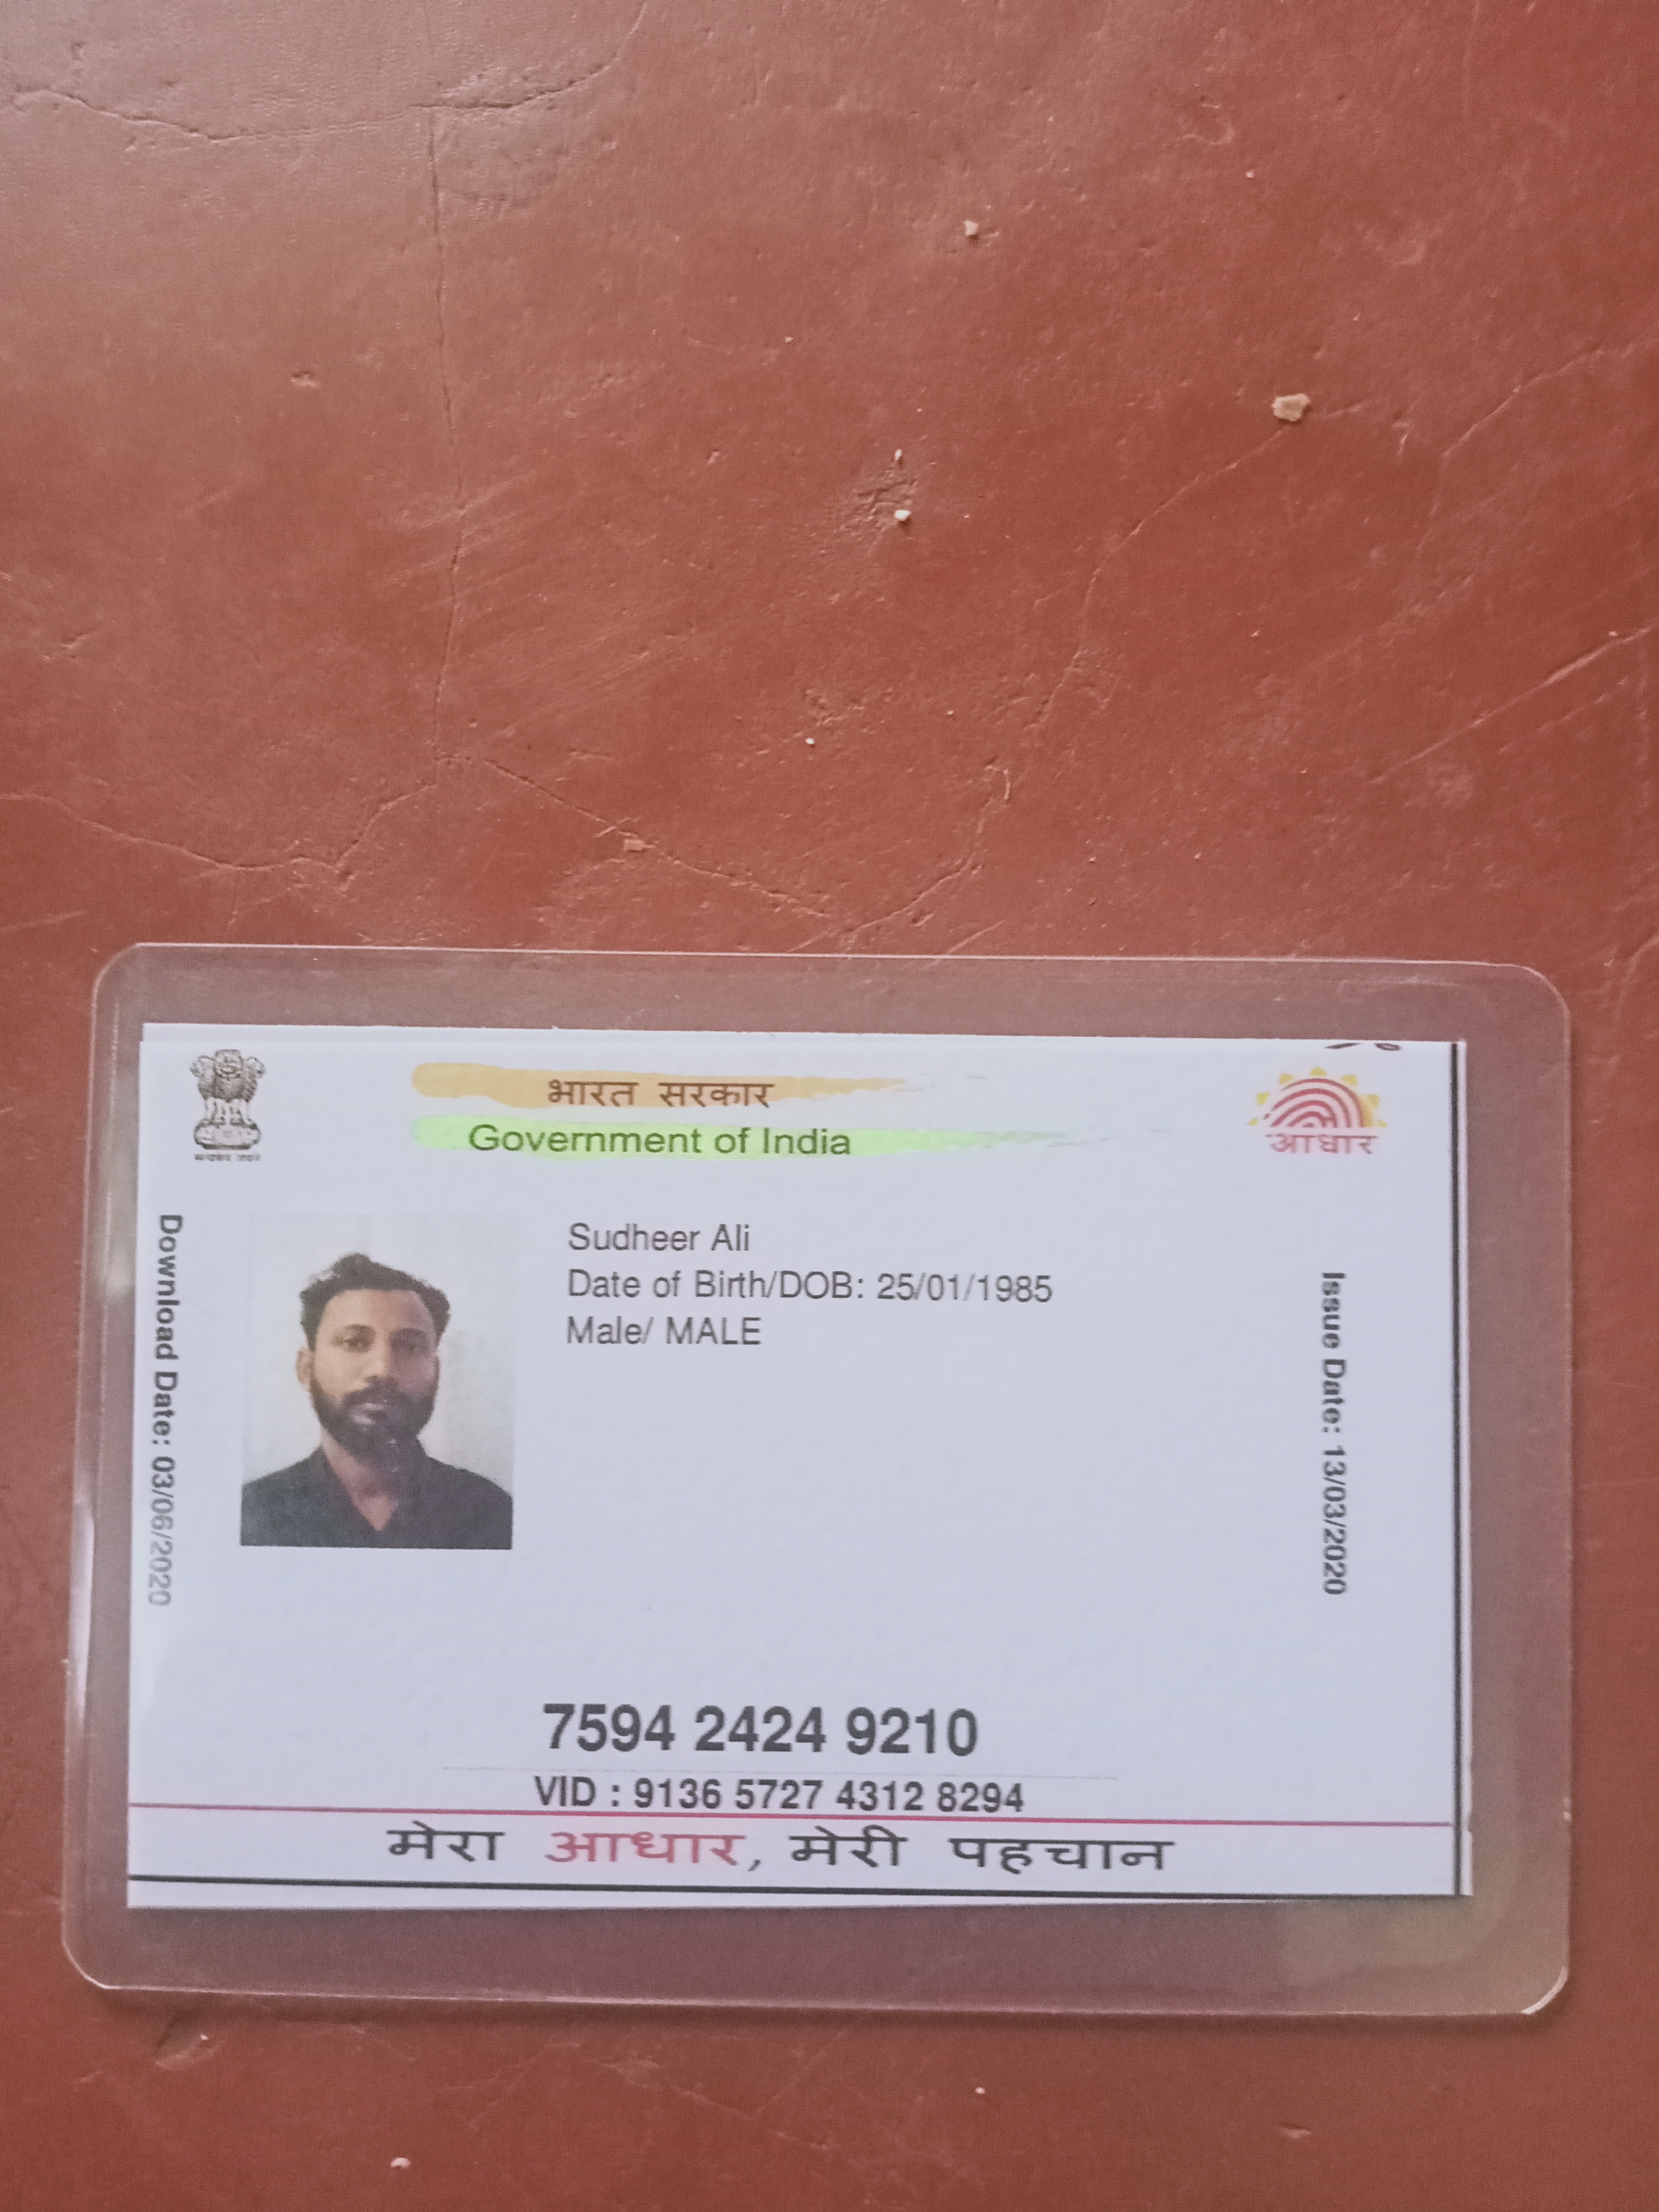 भारत सरकार
Government of India
आधार
Download Date: 03/06/2020
Sudheer Ali
Date of Birth/DOB: 25/01/1985
Male/ MALE
Issue Date: 13/03/2020
7594 2424 9210
VID : 9136 5727 4312 8294
मेरा आधार, मेरी पहचान